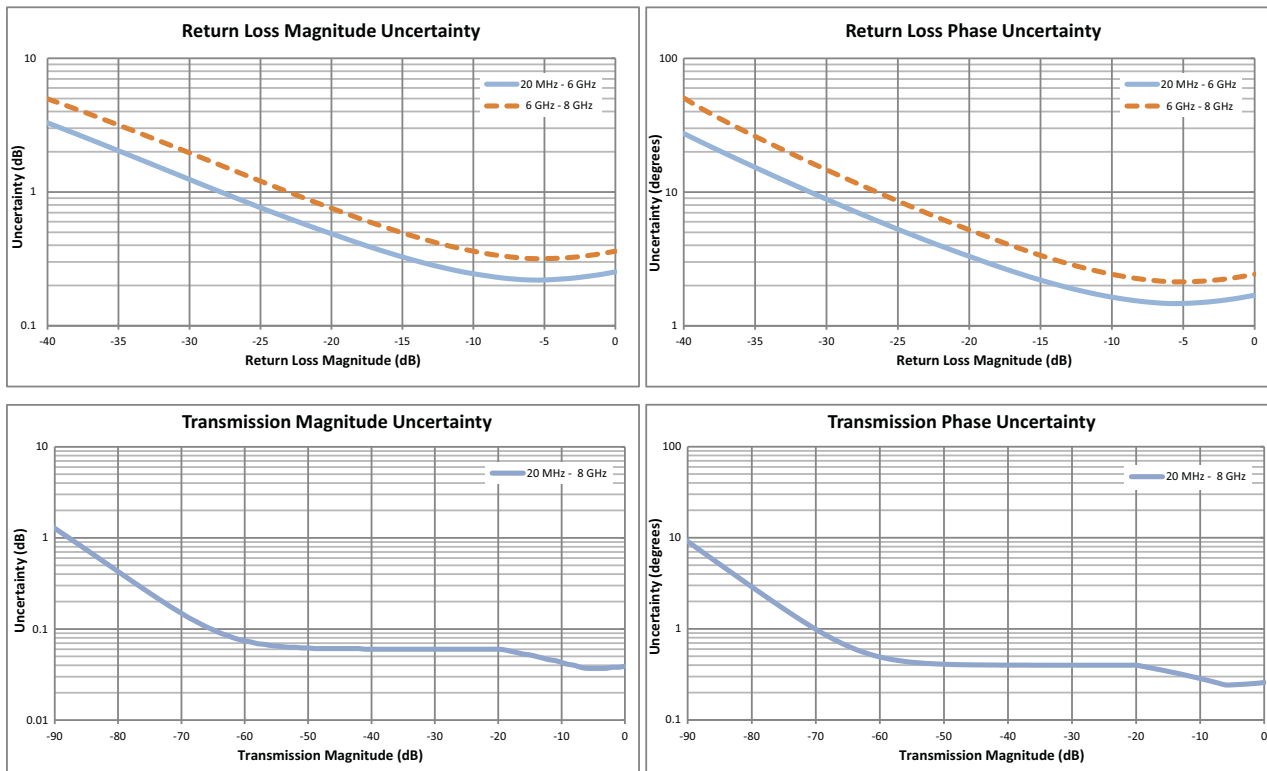 Return Loss Magnitude Uncertainty
10
1
0.1
Uncertainty (dB)
20 MHz - 6 GHz
6 GHz - 8 GHz
-40 -35 -30 -25 -20 -15 -10 -5 0
Return Loss Magnitude (dB)
Return Loss Phase Uncertainty
100
10
1
Uncertainty (degrees)
20 MHz - 6 GHz
6 GHz - 8 GHz
-40 -35 -30 -25 -20 -15 -10 -5 0
Return Loss Magnitude (dB)
Transmission Magnitude Uncertainty
10
1
0.1
0.01
Uncertainty (dB)
20 MHz - 8 GHz
-90 -80 -70 -60 -50 -40 -30 -20 -10 0
Transmission Magnitude (dB)
Transmission Phase Uncertainty
100
10
1
0.1
Uncertainty (degrees)
20 MHz - 8 GHz
-90 -80 -70 -60 -50 -40 -30 -20 -10 0
Transmission Magnitude (dB)